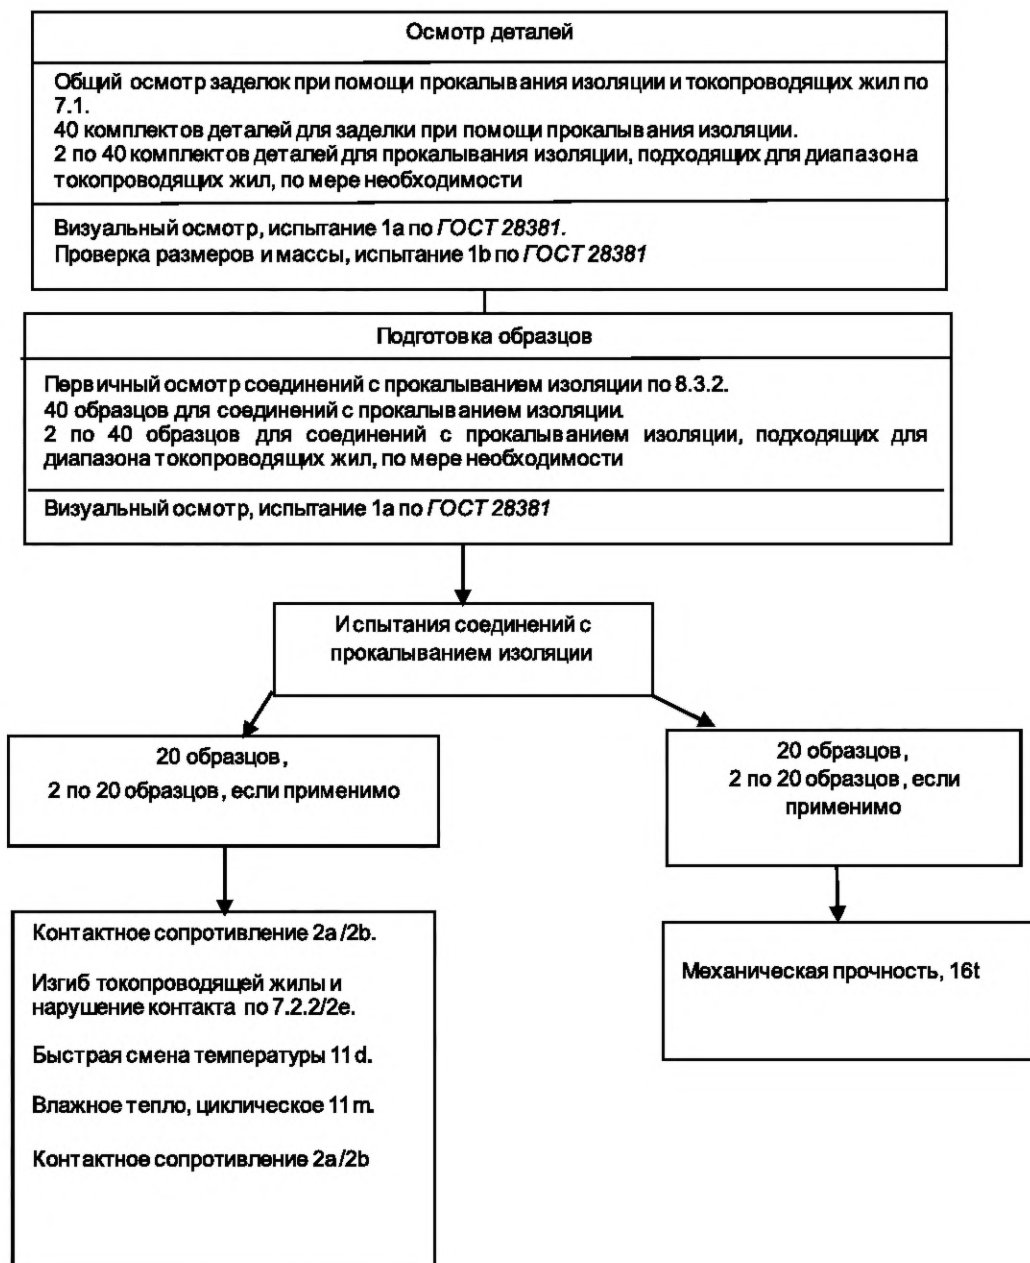 Осмотр деталей
Общий осмотр заделок при помощи прокалывания изоляции и токопроводящих жил по
7.1.
40 комплектов деталей для заделки при помощи прокалывания изоляции.
2 по 40 комплектов деталей для прокалывания изоляции, подходящих для диапазона
токопроводящих жил, по мере необходимости
Визуальный осмотр, испытание 1a по ГОСТ 28381.
Проверка размеров и массы, испытание 1b по ГОСТ 28381
Подготовка образцов
Первичный осмотр соединений с прокалыванием изоляции по 8.3.2.
40 образцов для соединений с прокалыванием изоляции.
2 по 40 образцов для соединений с прокалыванием изоляции, подходящих для
диапазона токопроводящих жил, по мере необходимости
Визуальный осмотр, испытание 1a по ГОСТ 28381
Испытания соединений с
прокалыванием изоляции
20 образцов,
2 по 20 образцов, если применимо
20 образцов,
2 по 20 образцов, если
применимо
Контактное сопротивление 2a/2b.
Изгиб токопроводящей жилы и
нарушение контакта по 7.2.2/2e.
Быстрая смена температуры 11d.
Влажное тепло, циклическое 11m.
Контактное сопротивление 2a/2b
Механическая прочность, 16t